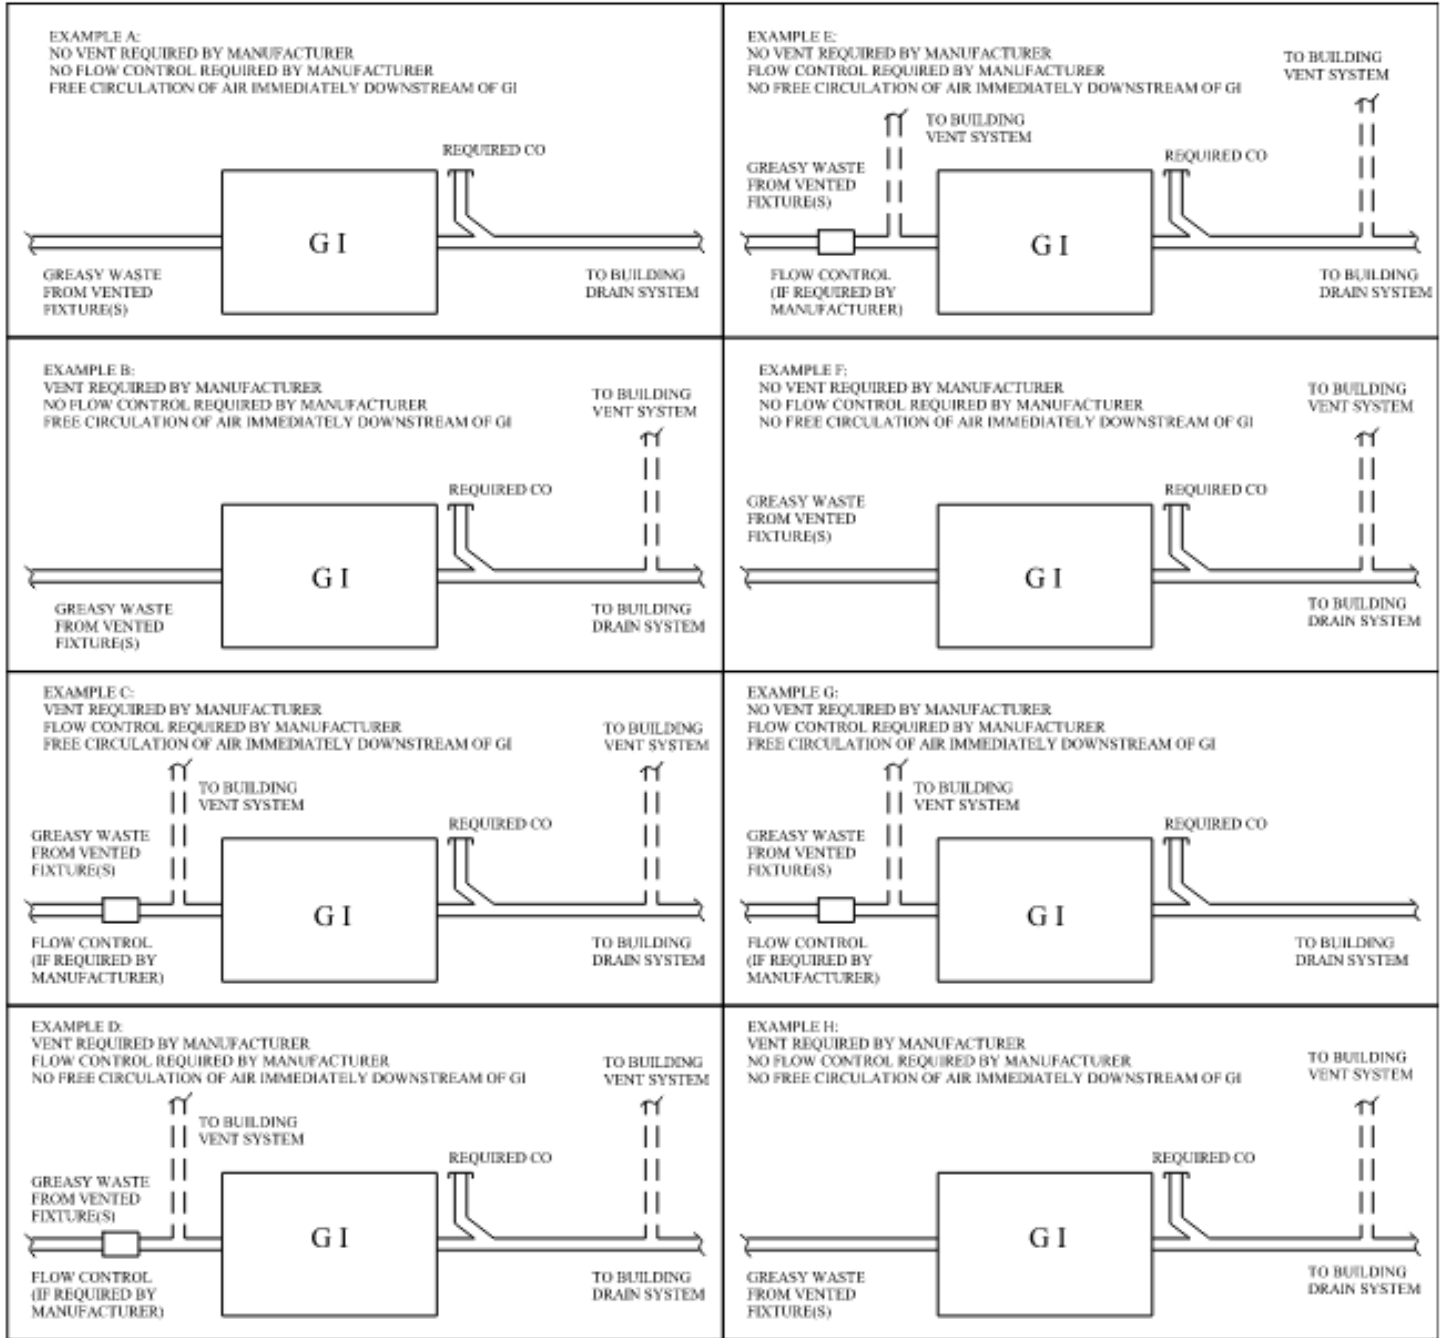 EXAMPLE A:
NO VENT REQUIRED BY MANUFACTURER
NO FLOW CONTROL REQUIRED BY MANUFACTURER
FREE CIRCULATION OF AIR IMMEDIATELY DOWNSTREAM OF GI
REQUIRED CO
G I
GREASY WASTE
FROM VENTED
FIXTURE(S)
TO BUILDING
DRAIN SYSTEM
EXAMPLE B:
VENT REQUIRED BY MANUFACTURER
NO FLOW CONTROL REQUIRED BY MANUFACTURER
FREE CIRCULATION OF AIR IMMEDIATELY DOWNSTREAM OF GI
TO BUILDING
VENT SYSTEM
REQUIRED CO
G I
GREASY WASTE
FROM VENTED
FIXTURE(S)
TO BUILDING
DRAIN SYSTEM
EXAMPLE C:
VENT REQUIRED BY MANUFACTURER
FLOW CONTROL REQUIRED BY MANUFACTURER
FREE CIRCULATION OF AIR IMMEDIATELY DOWNSTREAM OF GI
TO BUILDING
VENT SYSTEM
TO BUILDING
VENT SYSTEM
GREASY WASTE
FROM VENTED
FIXTURE(S)
REQUIRED CO
G I
FLOW CONTROL
(IF REQUIRED BY
MANUFACTURER)
TO BUILDING
DRAIN SYSTEM
EXAMPLE D:
VENT REQUIRED BY MANUFACTURER
FLOW CONTROL REQUIRED BY MANUFACTURER
NO FREE CIRCULATION OF AIR IMMEDIATELY DOWNSTREAM OF GI
TO BUILDING
VENT SYSTEM
TO BUILDING
VENT SYSTEM
REQUIRED CO
GREASY WASTE
FROM VENTED
FIXTURE(S)
G I
FLOW CONTROL
(IF REQUIRED BY
MANUFACTURER)
TO BUILDING
DRAIN SYSTEM
EXAMPLE E:
NO VENT REQUIRED BY MANUFACTURER
FLOW CONTROL REQUIRED BY MANUFACTURER
NO FREE CIRCULATION OF AIR IMMEDIATELY DOWNSTREAM OF GI
TO BUILDING
VENT SYSTEM
TO BUILDING
VENT SYSTEM
REQUIRED CO
GREASY WASTE
FROM VENTED
FIXTURE(S)
G I
FLOW CONTROL
(IF REQUIRED BY
MANUFACTURER)
TO BUILDING
DRAIN SYSTEM
EXAMPLE F:
NO VENT REQUIRED BY MANUFACTURER
NO FLOW CONTROL REQUIRED BY MANUFACTURER
NO FREE CIRCULATION OF AIR IMMEDIATELY DOWNSTREAM OF GI
TO BUILDING
VENT SYSTEM
REQUIRED CO
GREASY WASTE
FROM VENTED
FIXTURE(S)
G I
TO BUILDING
DRAIN SYSTEM
EXAMPLE G:
NO VENT REQUIRED BY MANUFACTURER
FLOW CONTROL REQUIRED BY MANUFACTURER
FREE CIRCULATION OF AIR IMMEDIATELY DOWNSTREAM OF GI
TO BUILDING
VENT SYSTEM
REQUIRED CO
GREASY WASTE
FROM VENTED
FIXTURE(S)
G I
FLOW CONTROL
(IF REQUIRED BY
MANUFACTURER)
TO BUILDING
DRAIN SYSTEM
EXAMPLE H:
VENT REQUIRED BY MANUFACTURER
NO FLOW CONTROL REQUIRED BY MANUFACTURER
NO FREE CIRCULATION OF AIR IMMEDIATELY DOWNSTREAM OF GI
TO BUILDING
VENT SYSTEM
REQUIRED CO
G I
GREASY WASTE
FROM VENTED
FIXTURE(S)
TO BUILDING
DRAIN SYSTEM